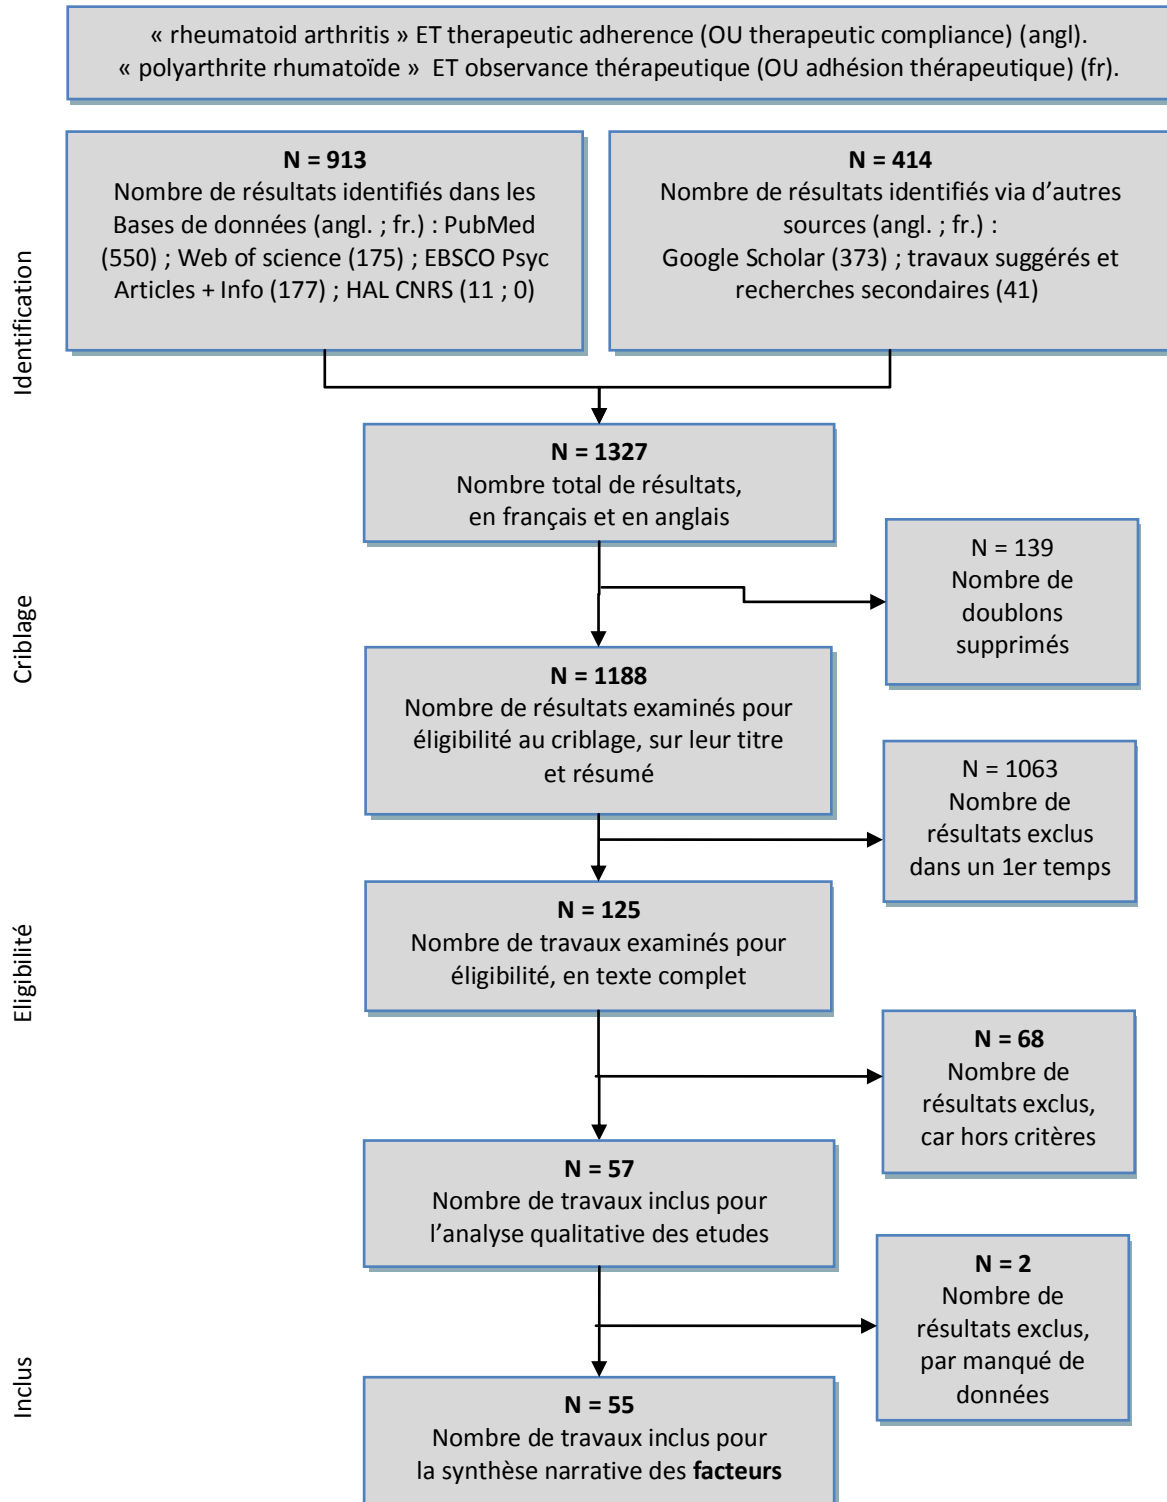 « rheumatoid arthritis » ET therapeutic adherence (OU therapeutic compliance) (angl).
« polyarthrite rhumatoïde » ET observance thérapeutique (OU adhésion thérapeutique) (fr).
Identification
N = 913
Nombre de résultats identifiés dans les
Bases de données (angl. ; fr.) : PubMed
(550) ; Web of science (175) ; EBSCO Psyc
Articles + Info (177) ; HAL CNRS (11 ; 0)
N = 414
Nombre de résultats identifiés via d’autres
sources (angl. ; fr.) :
Google Scholar (373) ; travaux suggérés et
recherches secondaires (41)
N = 1327
Nombre total de résultats,
en français et en anglais
Criblage
N = 139
Nombre de
doublons
supprimés
N = 1188
Nombre de résultats examinés pour
éligibilité au criblage, sur leur titre
et résumé
N = 1063
Nombre de
résultats exclus
dans un 1er temps
Eligibilité
N = 125
Nombre de travaux examinés pour
éligibilité, en texte complet
N = 68
Nombre de
résultats exclus,
car hors critères
N = 57
Nombre de travaux inclus pour
l’analyse qualitative des etudes
N = 2
Nombre de
résultats exclus,
par manqué de
données
Inclus
N = 55
Nombre de travaux inclus pour
la synthèse narrative des facteurs